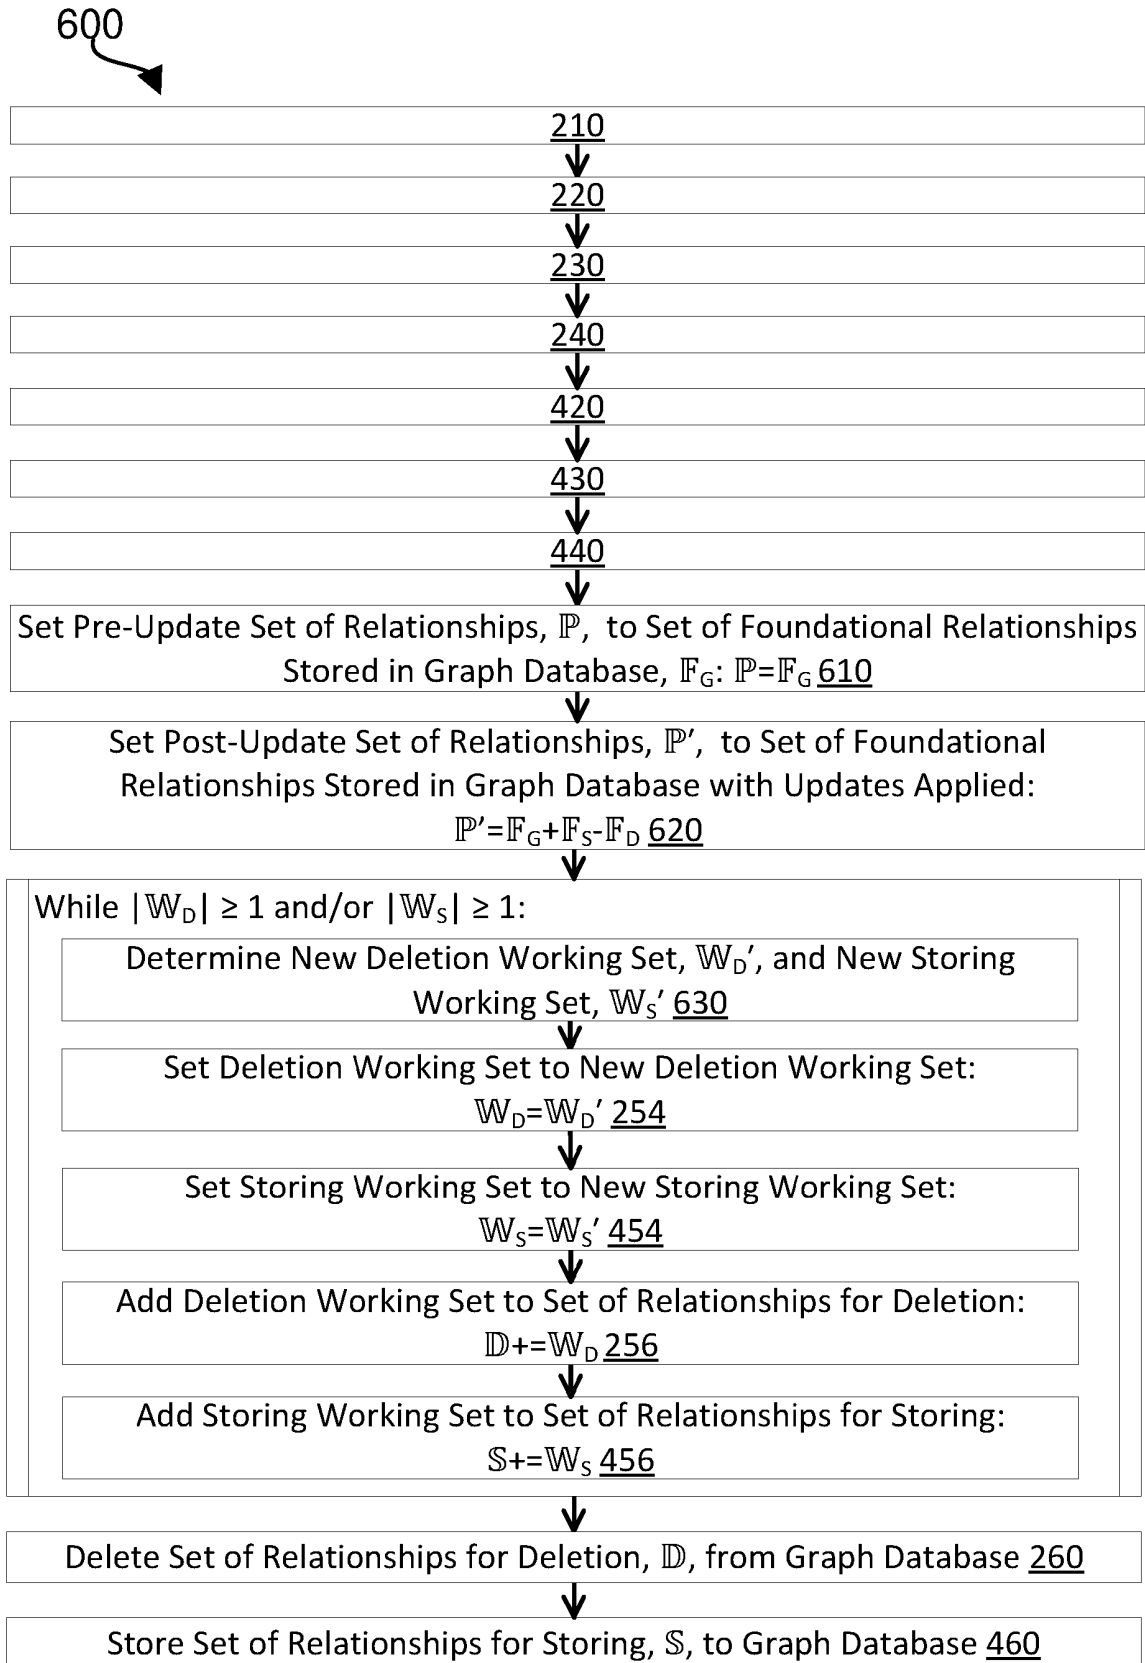 600
210
220
230
240
420
430
440
Set Pre-Update Set of Relationships, ℙ, to Set of Foundational Relationships
Stored in Graph Database, 𝔽G: ℙ=𝔽G 610
Set Post-Update Set of Relationships, ℙ′, to Set of Foundational
Relationships Stored in Graph Database with Updates Applied:
ℙ′=𝔽G+𝔽S-𝔽D 620
While |𝕎D| ≥ 1 and/or |𝕎S| ≥ 1:
Determine New Deletion Working Set, 𝕎D′, and New Storing
Working Set, 𝕎S′ 630
Set Deletion Working Set to New Deletion Working Set:
𝕎D=𝕎D′ 254
Set Storing Working Set to New Storing Working Set:
𝕎S=𝕎S′ 454
Add Deletion Working Set to Set of Relationships for Deletion:
𝔻+=𝕎D 256
Add Storing Working Set to Set of Relationships for Storing:
𝕊+=𝕎S 456
Delete Set of Relationships for Deletion, 𝔻, from Graph Database 260
Store Set of Relationships for Storing, 𝕊, to Graph Database 460